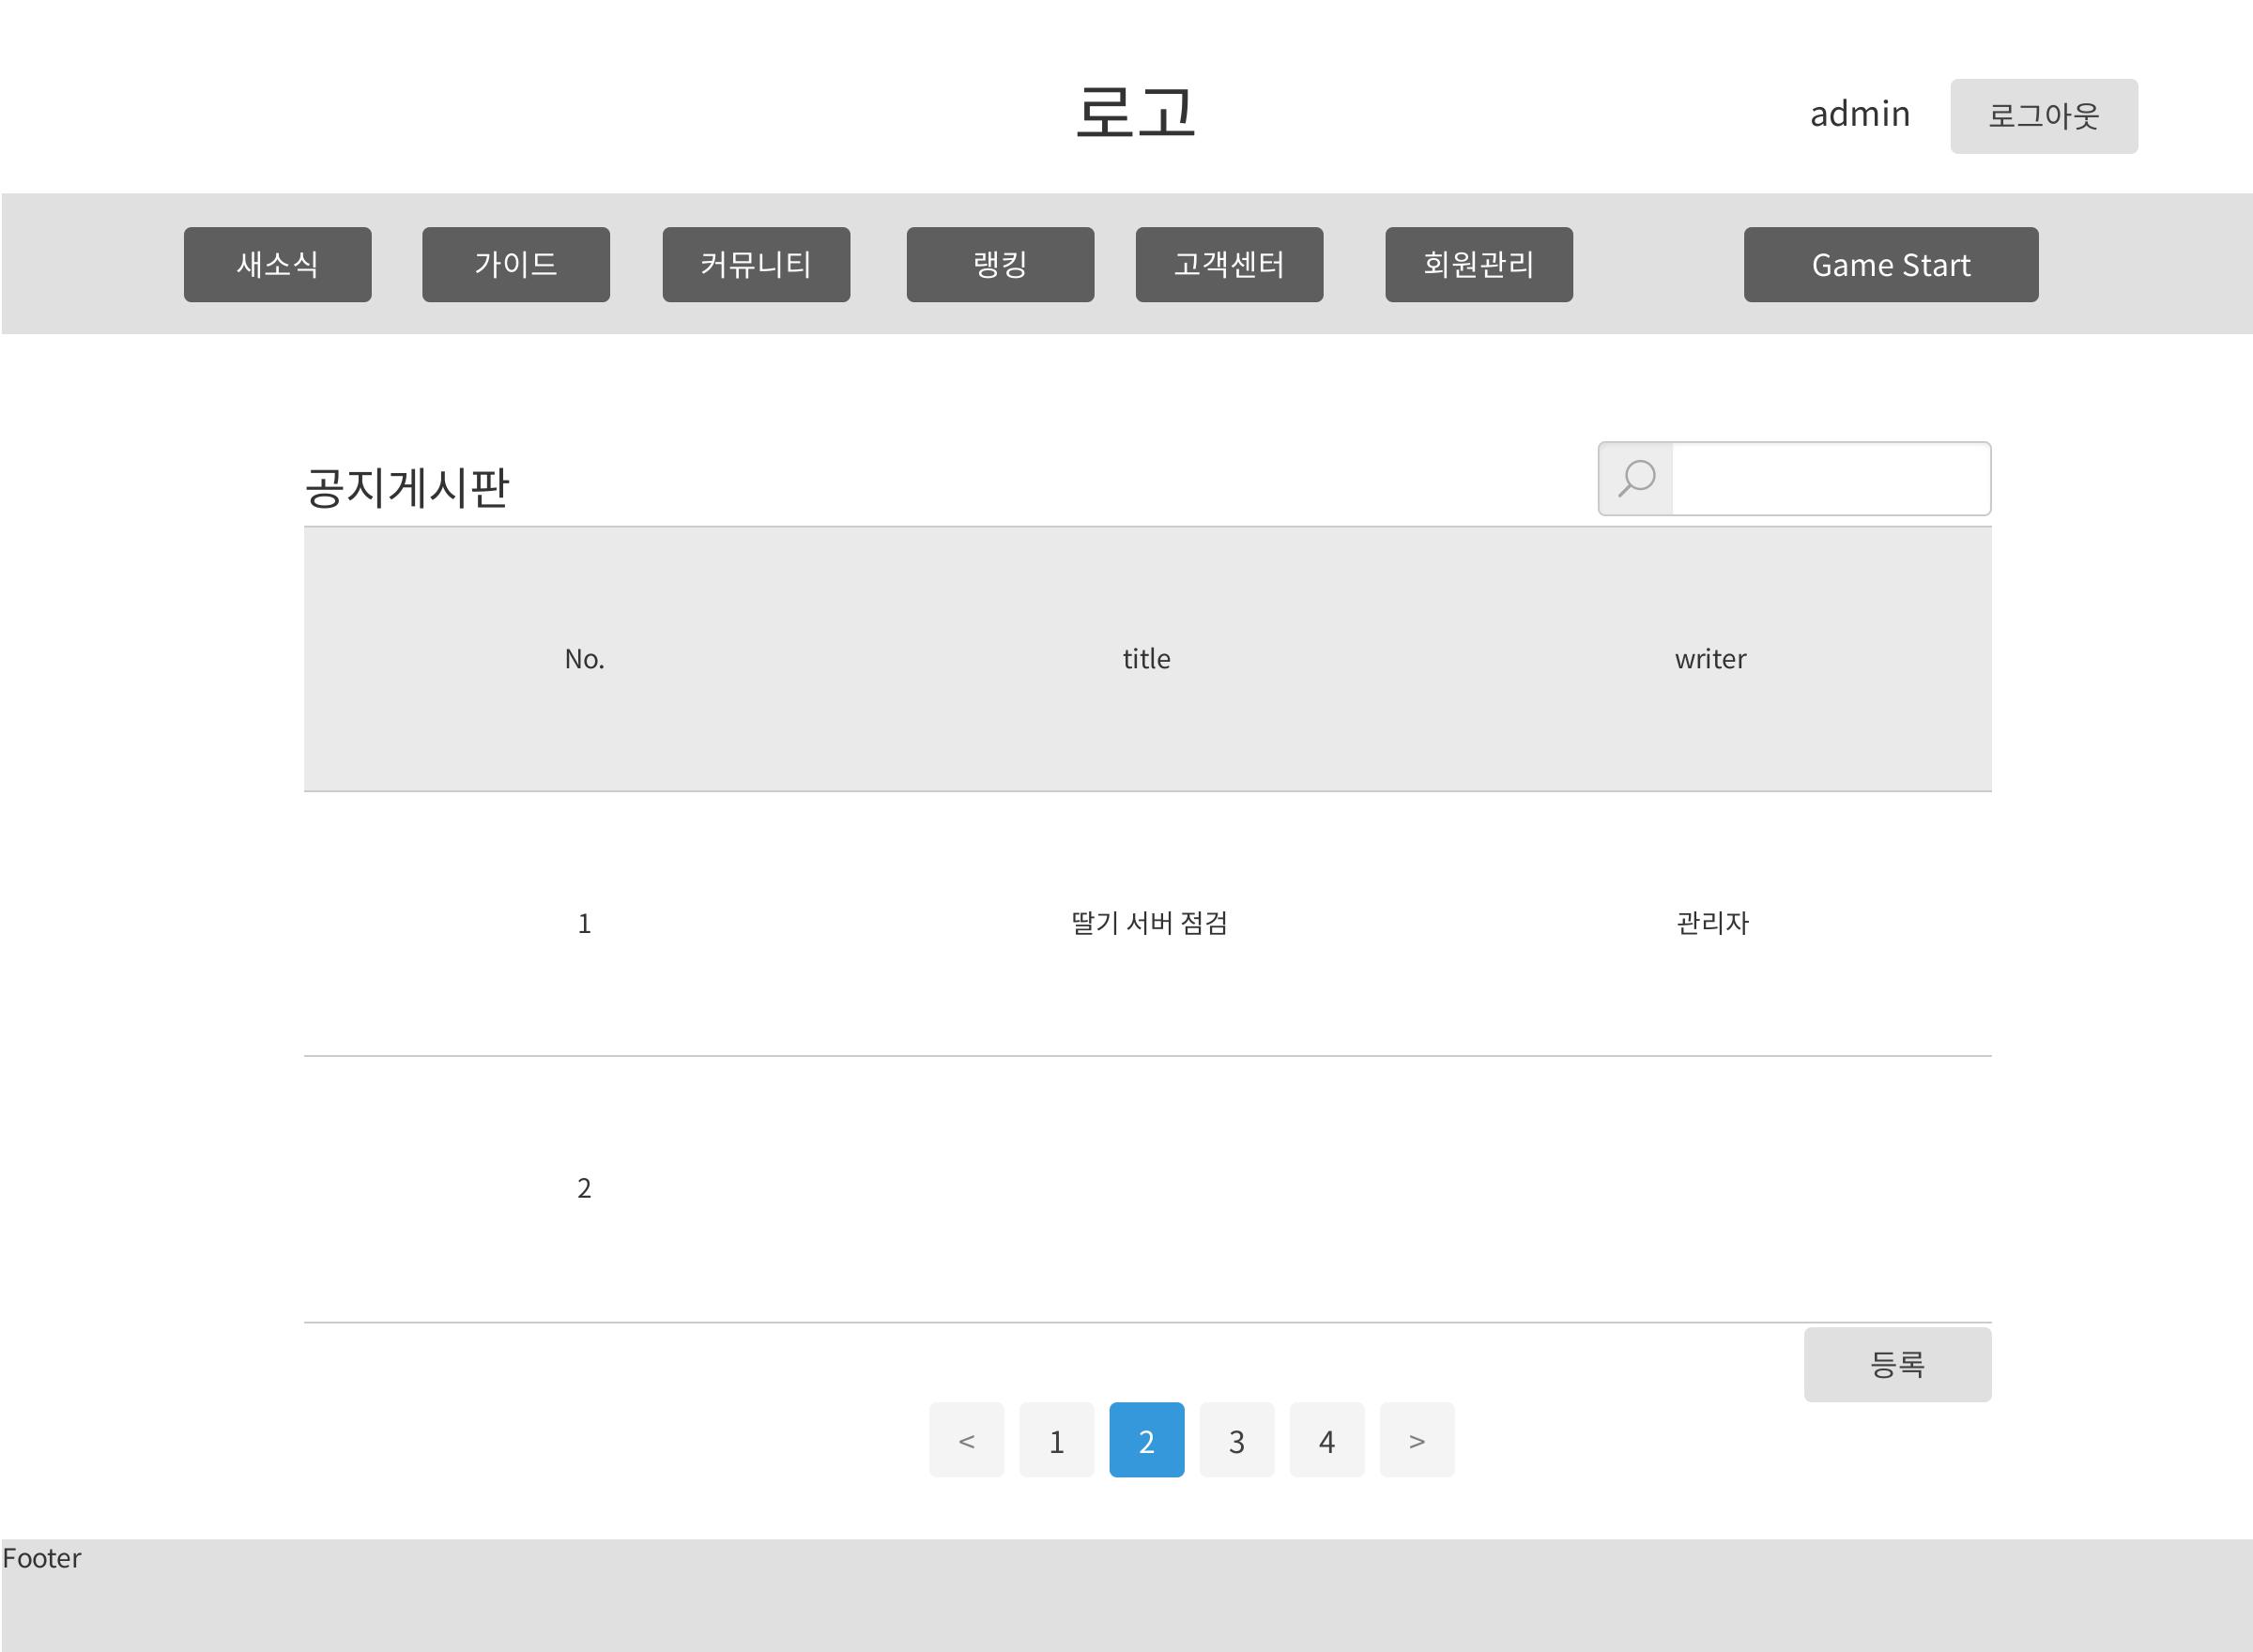 로고
admin 로그아웃
새소식 가이드 커뮤니티 랭킹 고객센터 회원관리 Game Start
공지게시판
No. title writer
1 딸기 서버 점검 관리자
2
등록
< 1 2 3 4 >
Footer